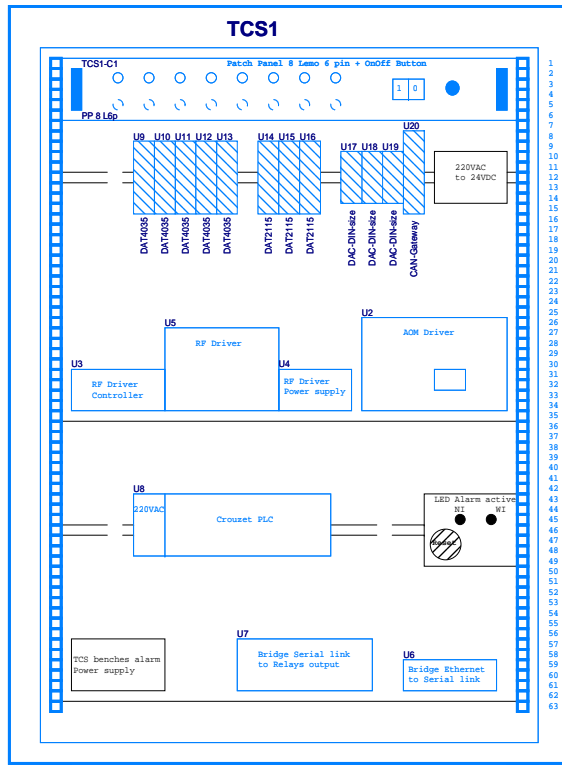 TCS1
TCS1-C1
Patch Panel 8 Lemo 6 pin + OnOff Button
1 0
PP 8 L6p
U9 U10 U11 U12 U13 U14 U15 U16 U17 U18 U19 U20
220VAC
to 24VDC
DAT4035
DAT4035
DAT4035
DAT4035
DAT4035
DAT2115
DAT2115
DAT2115
DAC-DIN-size
DAC-DIN-size
DAC-DIN-size
CAN-Gateway
U5
RF Driver
U2
AOM Driver
U3
RF Driver
Controller
U4
RF Driver
Power supply
U8
220VAC
Crouzet PLC
LED Alarm active
NI WI
Reset
TCS benches alarm
Power supply
U7
Bridge Serial link
to Relays output
U6
Bridge Ethernet
to Serial link
1
2
3
4
5
6
7
8
9
10
11
12
13
14
15
16
17
18
19
20
21
22
23
24
25
26
27
28
29
30
31
32
33
34
35
36
37
38
39
40
41
42
43
44
45
46
47
48
49
50
51
52
53
54
55
56
57
58
59
60
61
62
63